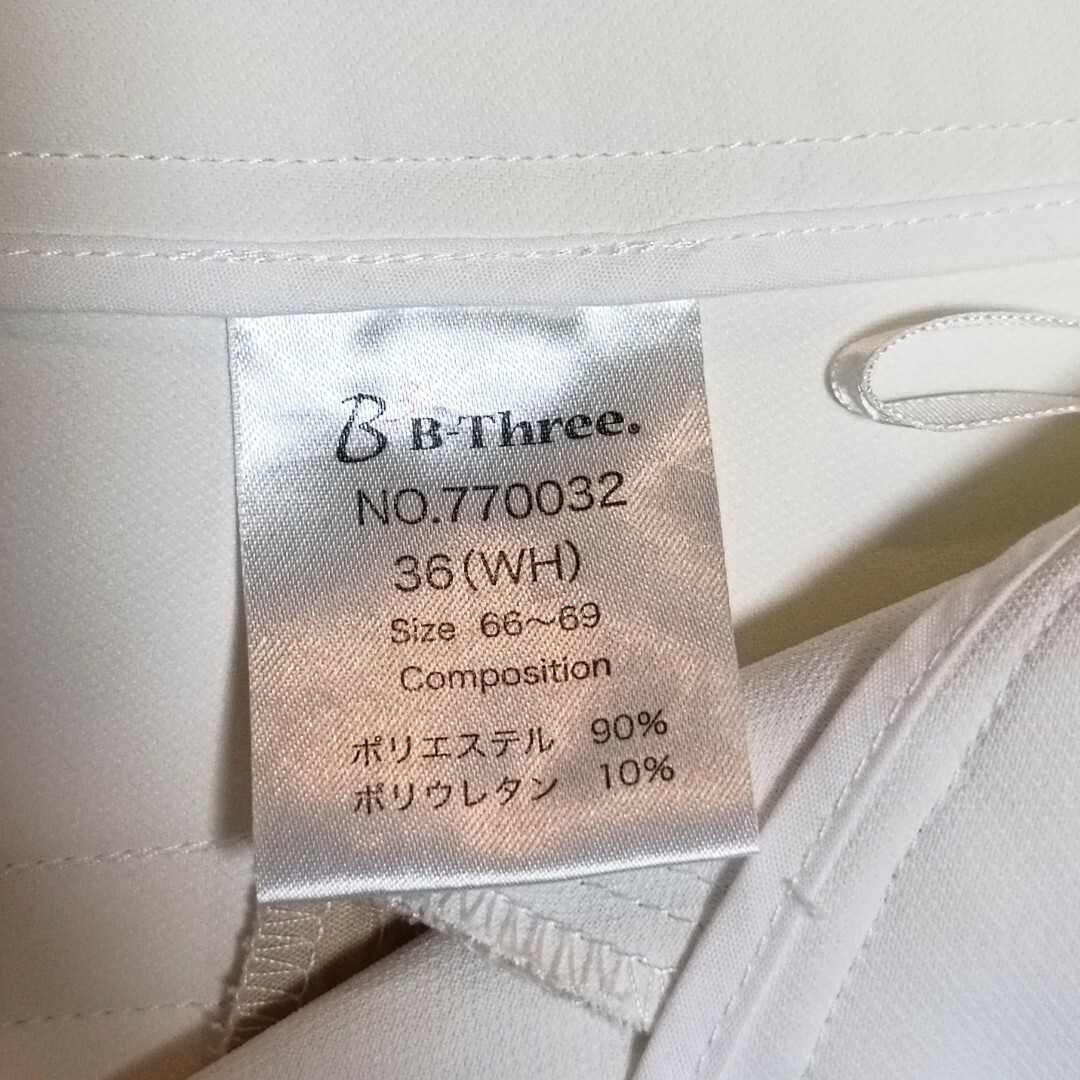 B B-Three.
NO.770032
36(WH)
Size 66~69
Composition
ポリエステル 90%
ポリウレタン 10%